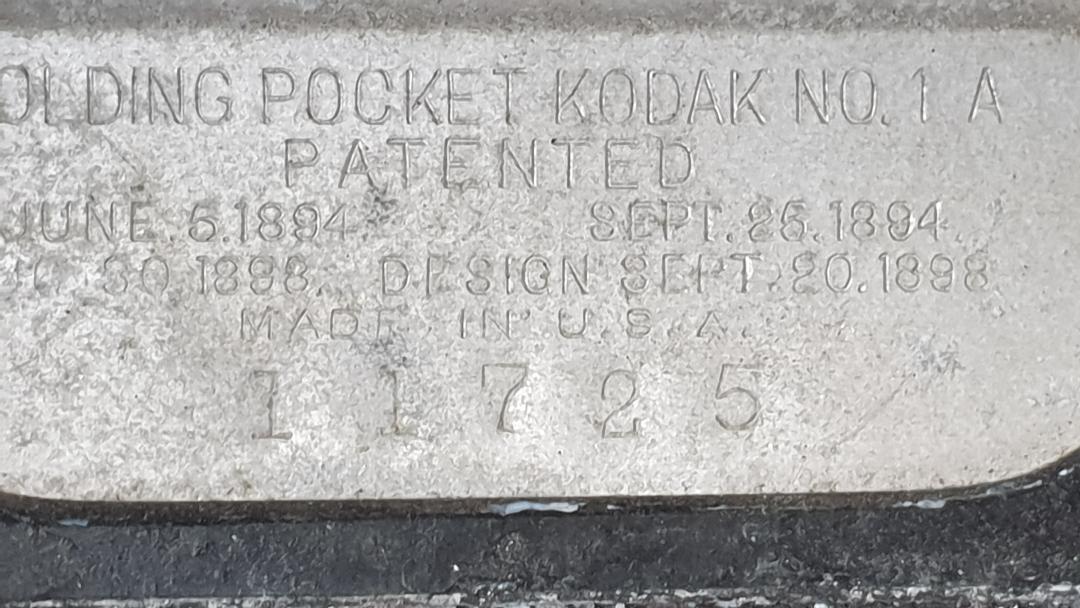 OLDING POCKET KODAK NO. 1 A
PATENTED
JUNE 5.1894. SEPT. 25.1894.
30.1898. DESIGN SEPT. 20.1898
MADE IN U.S.A.
11725